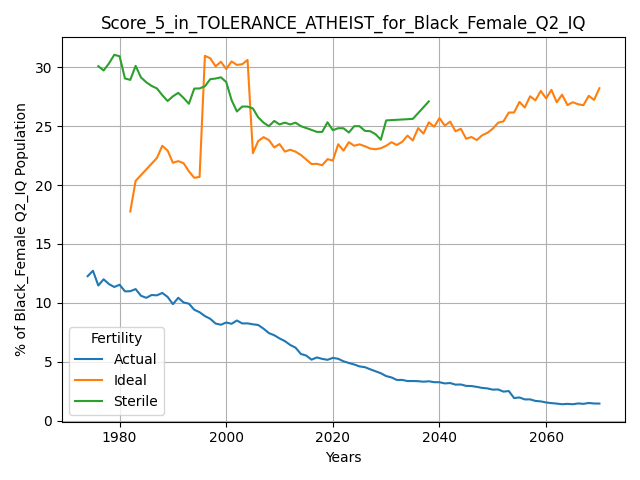 Score_5_in_TOLERANCE_ATHEIST_for_Black_Female_Q2_IQ
% of Black_Female Q2_IQ Population
30
25
20
15
10
5
0
Fertility
Actual
Ideal
Sterile
1980
2000
2020
2040
2060
Years